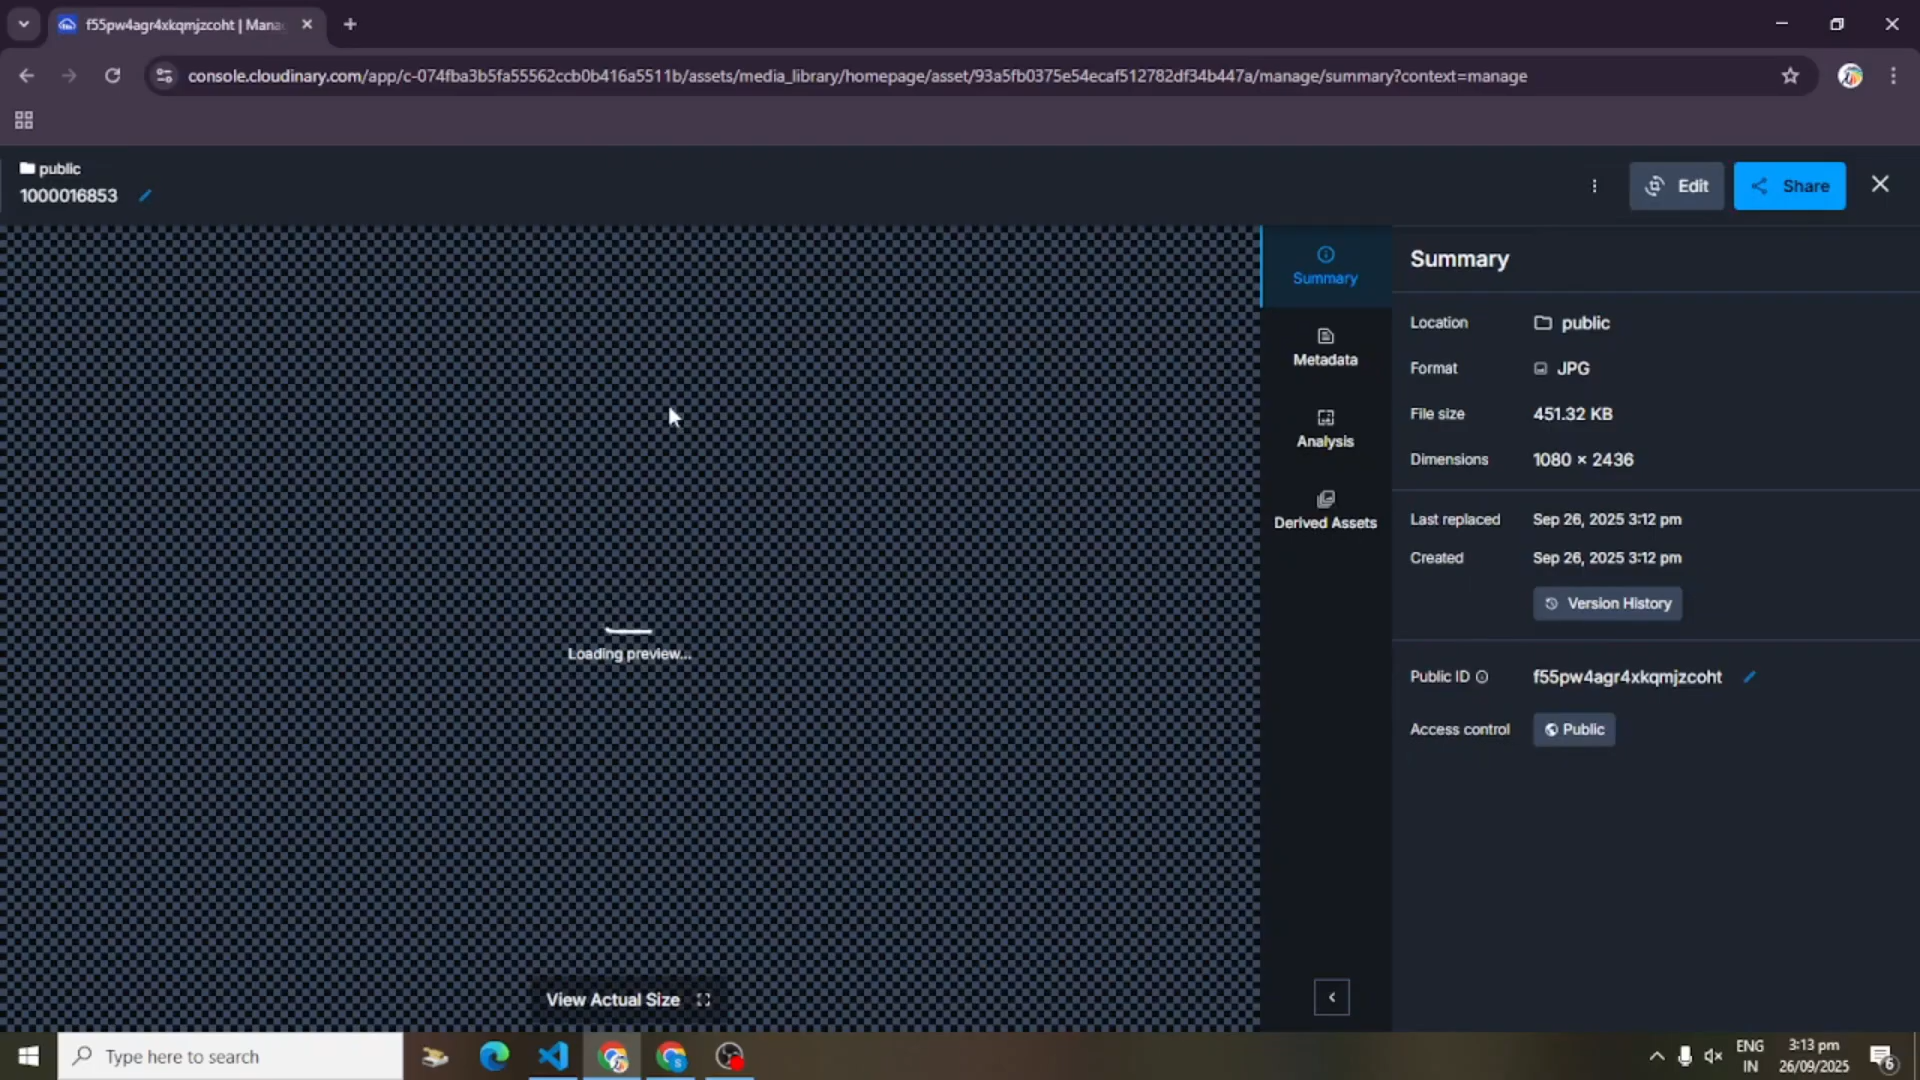 f55pw4agr4xkqmjzcoht | Mana
console.cloudinary.com/app/c-074fba3b5fa55562ccb0b416a5511b/assets/media_library/homepage/asset/93a5fb0375e54ecaf512782df34b447a/manage/summary?context=manage
public
1000016853
Edit
Share
Summary
Metadata
Analysis
Derived Assets
Summary
Location public
Format JPG
File size 451.32 KB
Dimensions 1080 × 2436
Last replaced Sep 26, 2025 3:12 pm
Created Sep 26, 2025 3:12 pm
Version History
Public ID f55pw4agr4xkqmjzcoht
Access control Public
Loading preview...
View Actual Size
Type here to search
ENG
IN
3:13 pm
26/09/2025
6